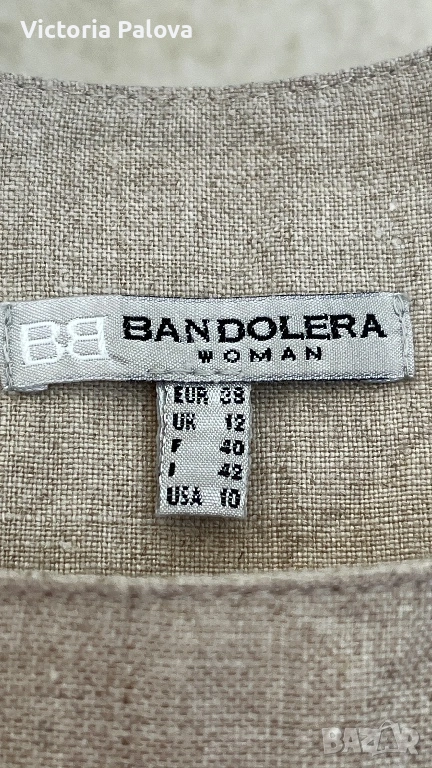 Victoria Palova
BB BANDOLERA
WOMAN
EUR 38
UK 12
F 40
I 42
USA 10
BAZAR